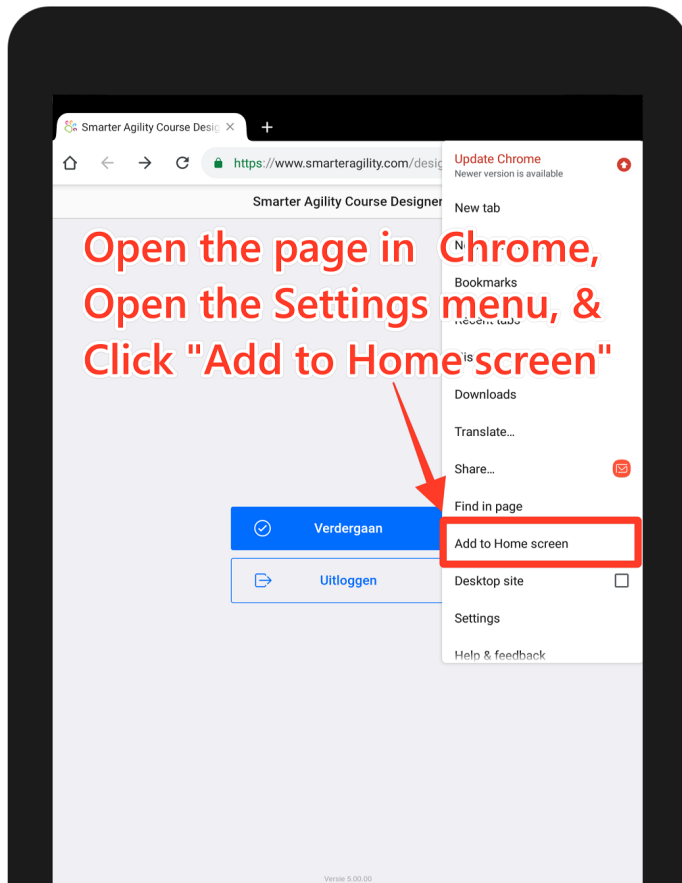 Smarter Agility Course Desig
https://www.smarteragility.com/desig
Smarter Agility Course Designer
Update Chrome
Newer version is available
New tab
Open the page in Chrome,
Bookmarks
Open the Settings menu, &
Recent tabs
Click "Add to Home screen"
Downloads
Translate...
Share...
Find in page
Add to Home screen
Desktop site
Settings
Help & feedback
Verdergaan
Uitloggen
Versie 5.00.00